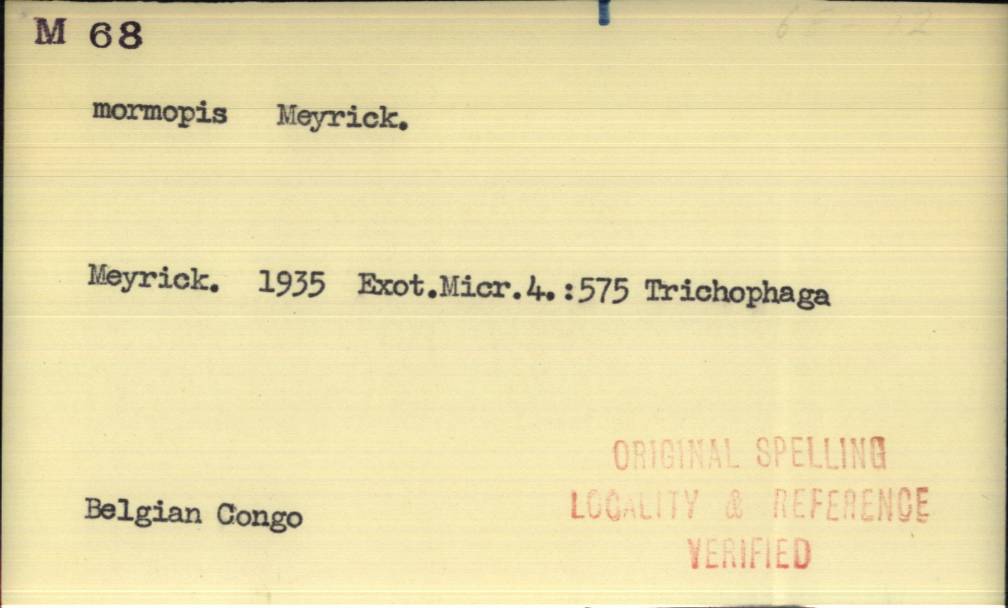 M 68
mormopis Meyrick.
Meyrick. 1935 Exot.Micr.4.:575 Trichophaga
Belgian Congo
ORIGINAL SPELLING
LOCALITY & REFERENCE
VERIFIED